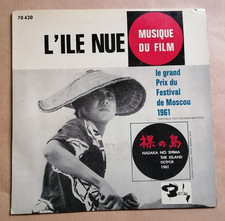 70 420
L'ILE NUE
MUSIQUE
DU FILM
le grand
Prix du
Festival
de Moscou
1961
裸の島
HADAKA NO SHIMA
THE ISLAND
1961